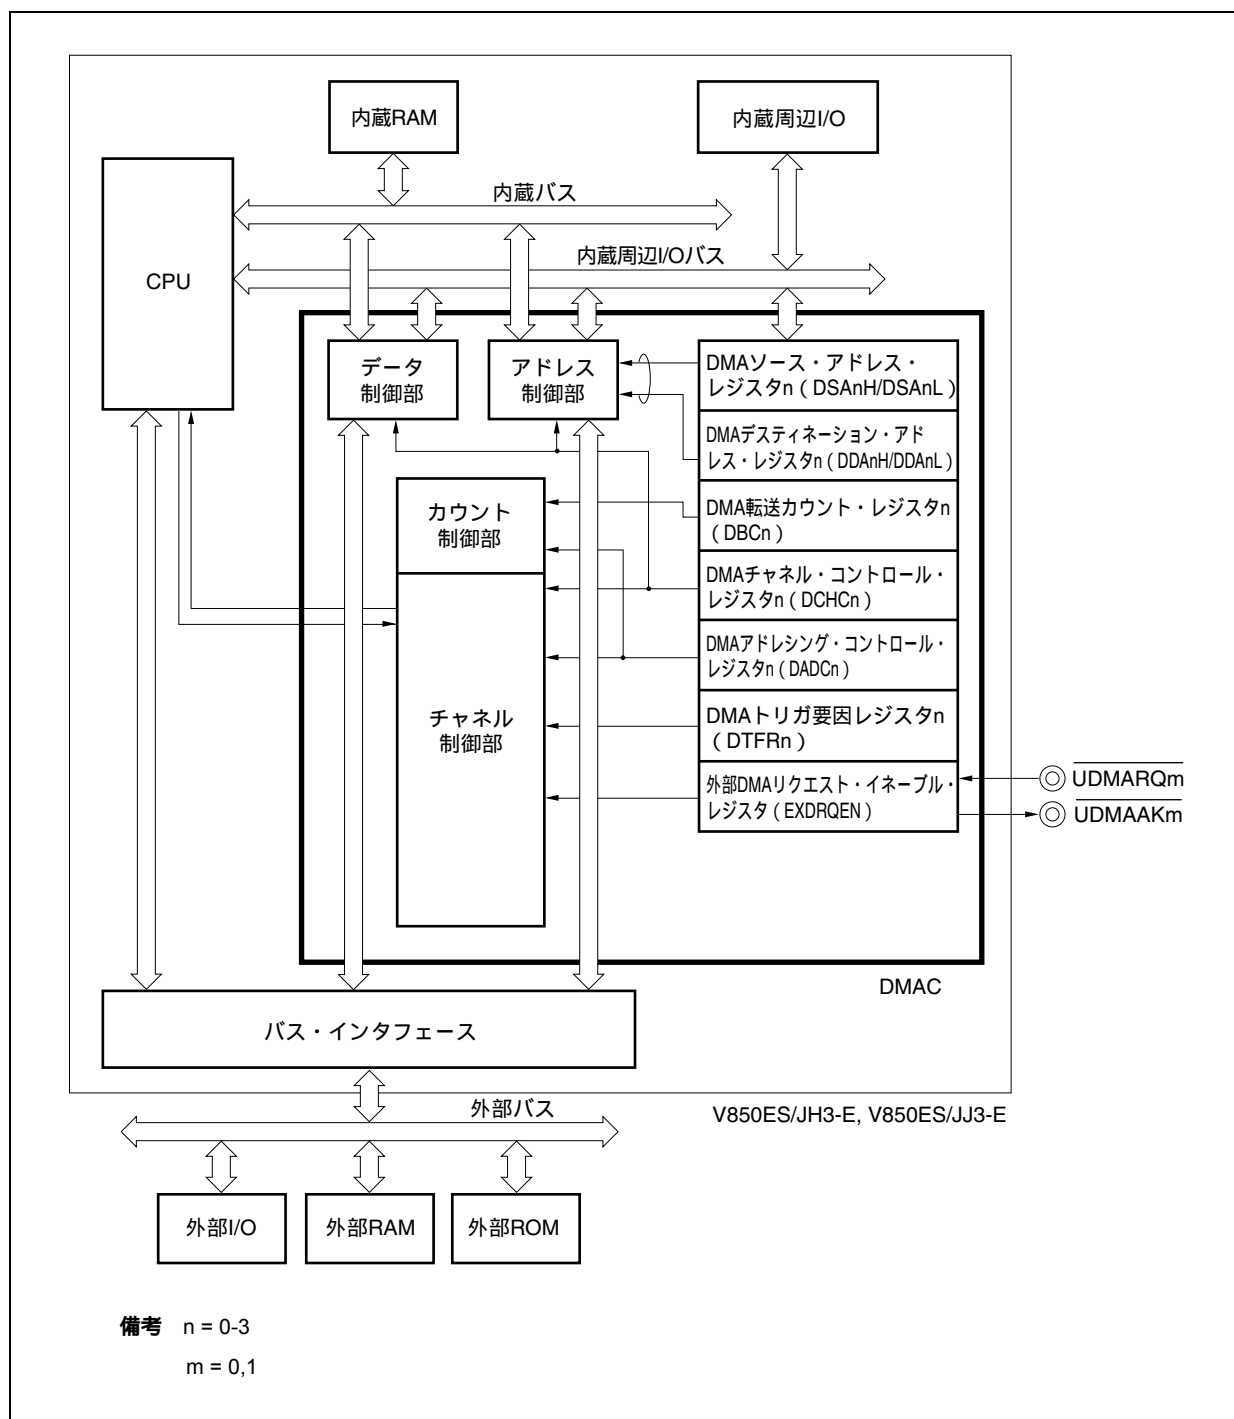 内蔵RAM
内蔵周辺I/O
内蔵バス
内蔵周辺I/Oバス
CPU
データ
制御部
アドレス
制御部
DMAソース・アドレス・
レジスタn（DSAnH/DSAnL）
DMAデスティネーション・アド
レス・レジスタn（DDAnH/DDAnL）
カウント
制御部
DMA転送カウント・レジスタn
（DBCn）
DMAチャネル・コントロール・
レジスタn（DCHCn）
DMAアドレシング・コントロール・
レジスタn（DADCn）
チャネル
制御部
DMAトリガ要因レジスタn
（DTFRn）
外部DMAリクエスト・イネーブル・
レジスタ（EXDRQEN）
UDMARQm
UDMAAKm
DMAC
バス・インタフェース
外部バス
V850ES/JH3-E, V850ES/JJ3-E
外部I/O
外部RAM
外部ROM
備考 n = 0-3
m = 0,1